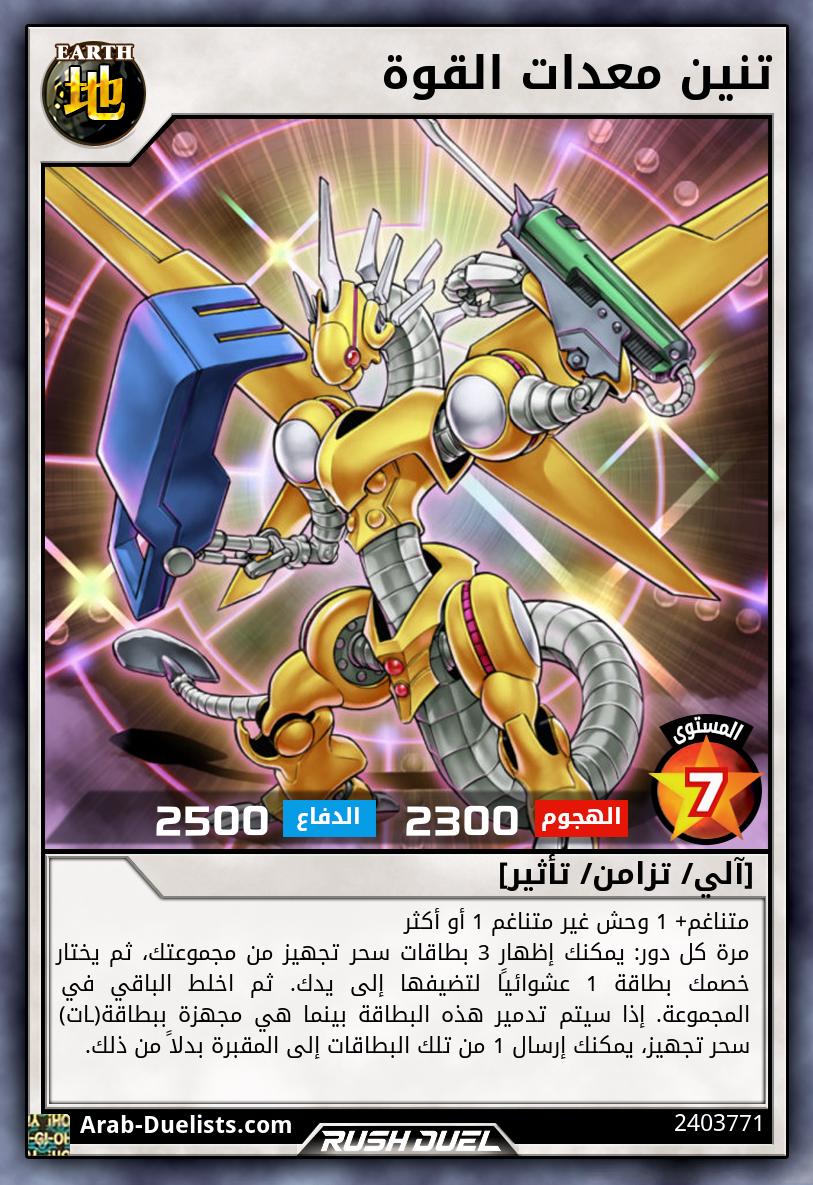 EARTH
地
تنين معدات القوة
المستوى
7
الهجوم 2300 الدفاع 2500
[آلي/ تزامن/ تأثير]
متناغم+ 1 وحش غير متناغم 1 أو أكثر
مرة كل دور: يمكنك إظهار 3 بطاقات سحر تجهيز من مجموعتك، ثم يختار
خصمك بطاقة 1 عشوائياً لتضيفها إلى يدك. ثم اخلط الباقي في
المجموعة. إذا سيتم تدمير هذه البطاقة بينما هي مجهزة ببطاقة(ـات)
سحر تجهيز، يمكنك إرسال 1 من تلك البطاقات إلى المقبرة بدلاً من ذلك.
Arab-Duelists.com
RUSH DUEL
2403771